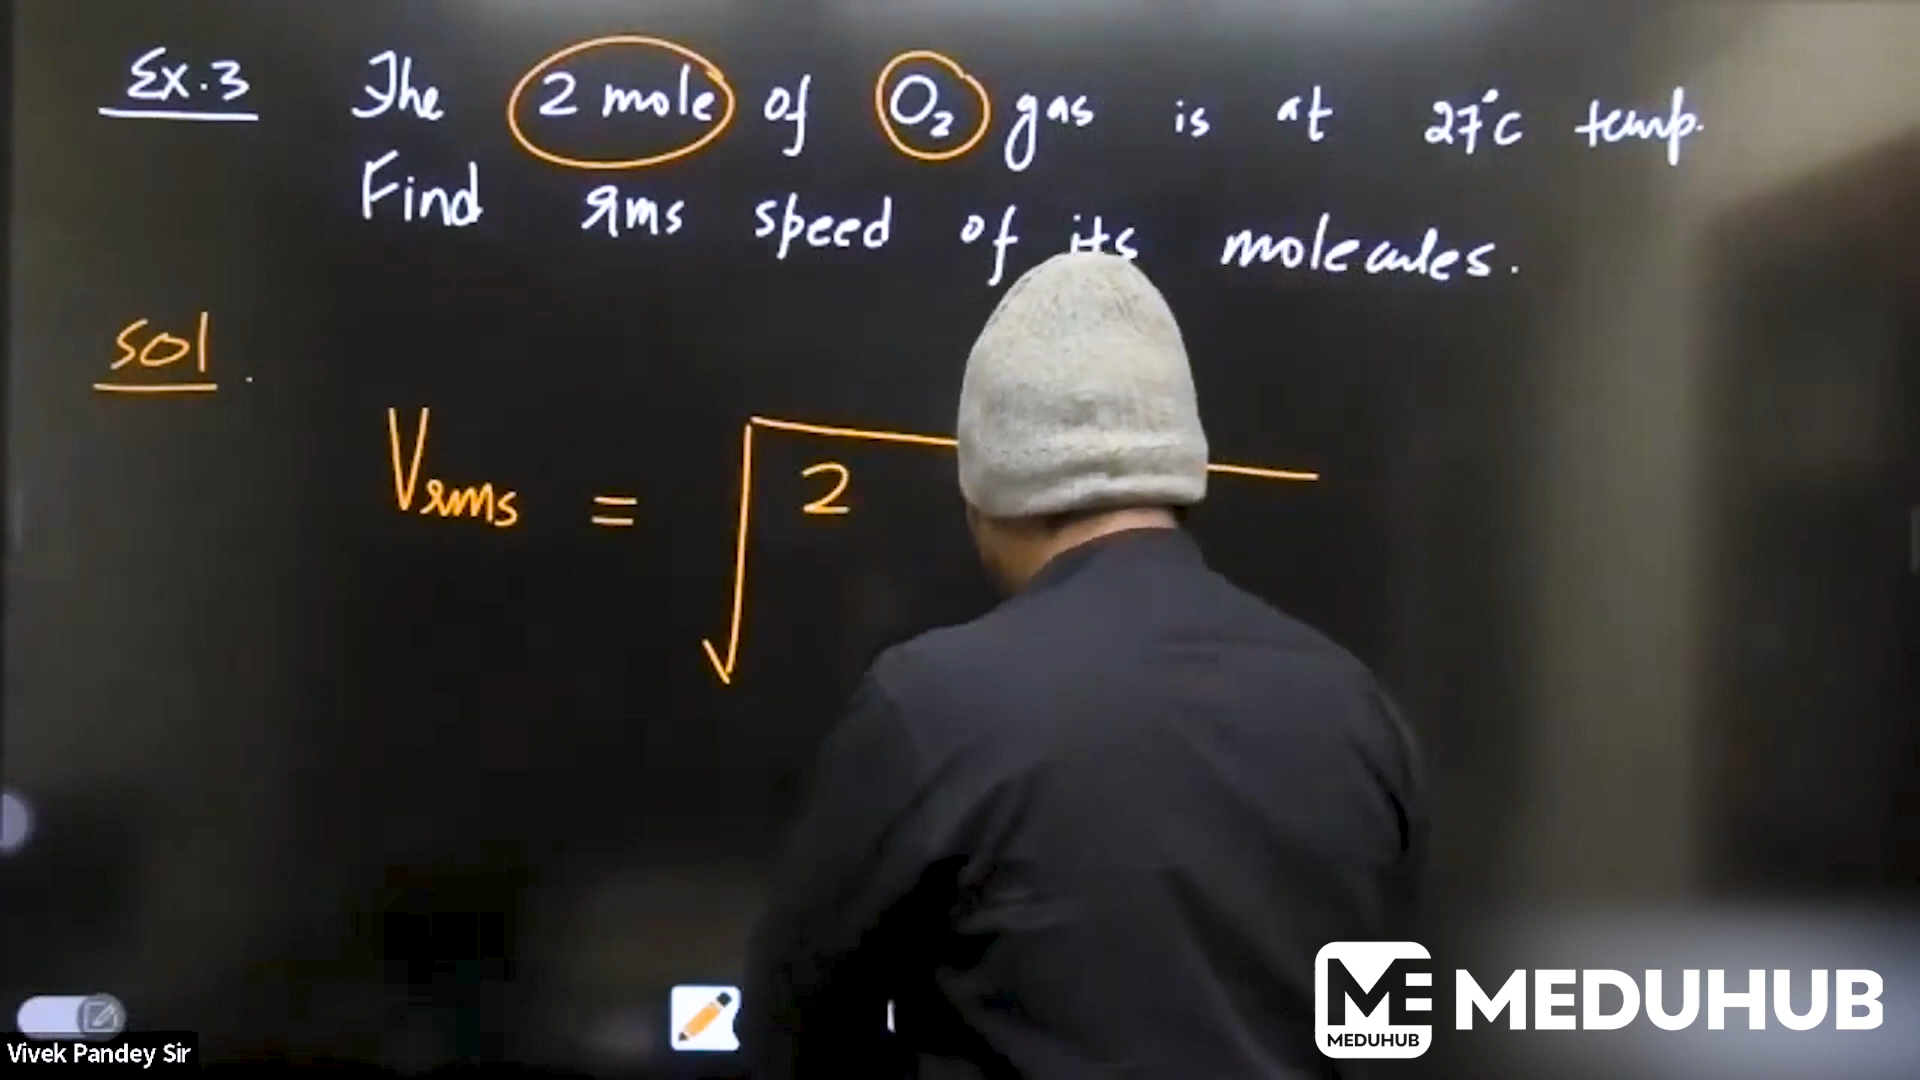 Ex.3 The 2 mole of O₂ gas is at 27°C temp.
Find rms speed of its molecules.
sol
Vrms = √2
ME MEDUHUB
MEDUHUB
Vivek Pandey Sir